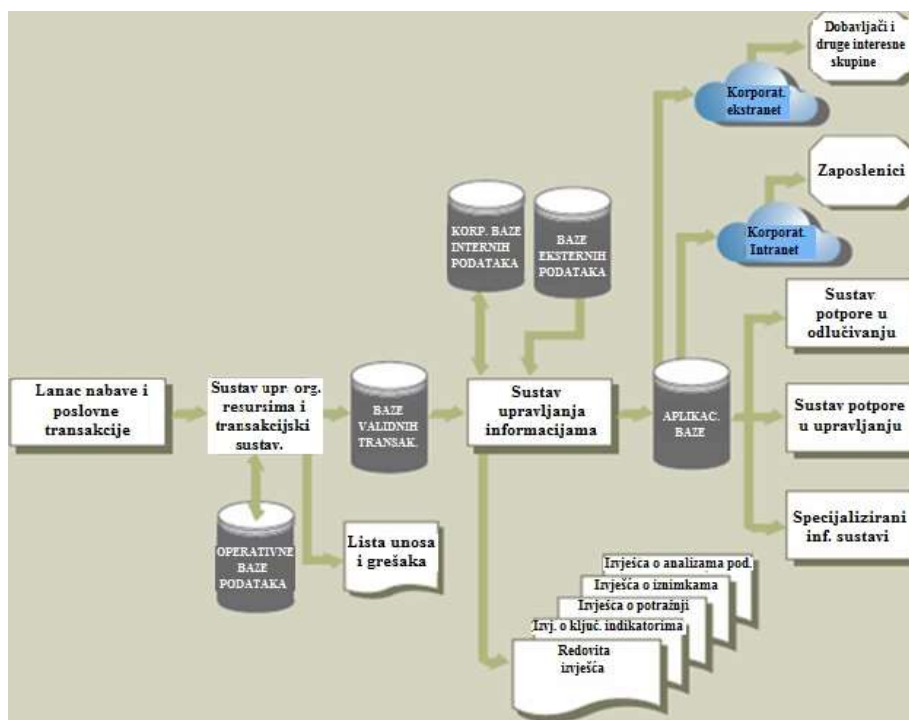 Dobavljači i
druge interesne
skupine
Korporat.
ekstranet
Zaposlenici
Korporat.
Intranet
KORP. BAZE
INTERNIH
PODATAKA
BAZE
EKSTERNIH
PODATAKA
Sustav
potpore u
odlučivanju
Lanac nabave i
poslovne
transakcije
Sustav upr. org.
resursima i
transakcijski
sustav.
BAZE
VALIDNIH
TRANSAK.
Sustav
upravljanja
informacijama
APLIKAC.
BAZE
Sustav potpore
u upravljanju
OPERATIVNE
BAZE
PODATAKA
Lista unosa
i grešaka
Specijalizirani
inf. sustavi
Izvješća o analizama pod.
Izvješća o iznimkama
Izvješća o potražnji
Izvj. o ključ. indikatorima
Redovita
izvješća